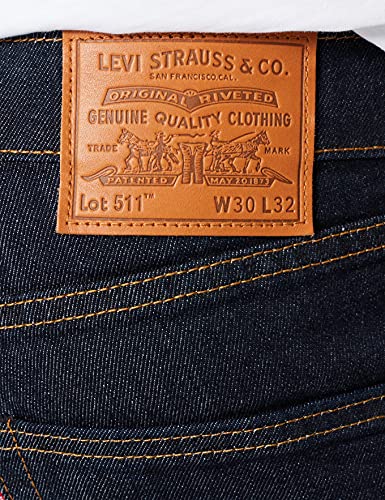 LEVI STRAUSS & CO.
SAN FRANCISCO, CAL.
ORIGINAL RIVETED
GENUINE QUALITY CLOTHING
TRADE MARK
PATENTED MAY 20 1873
Lot 511™ W30 L32